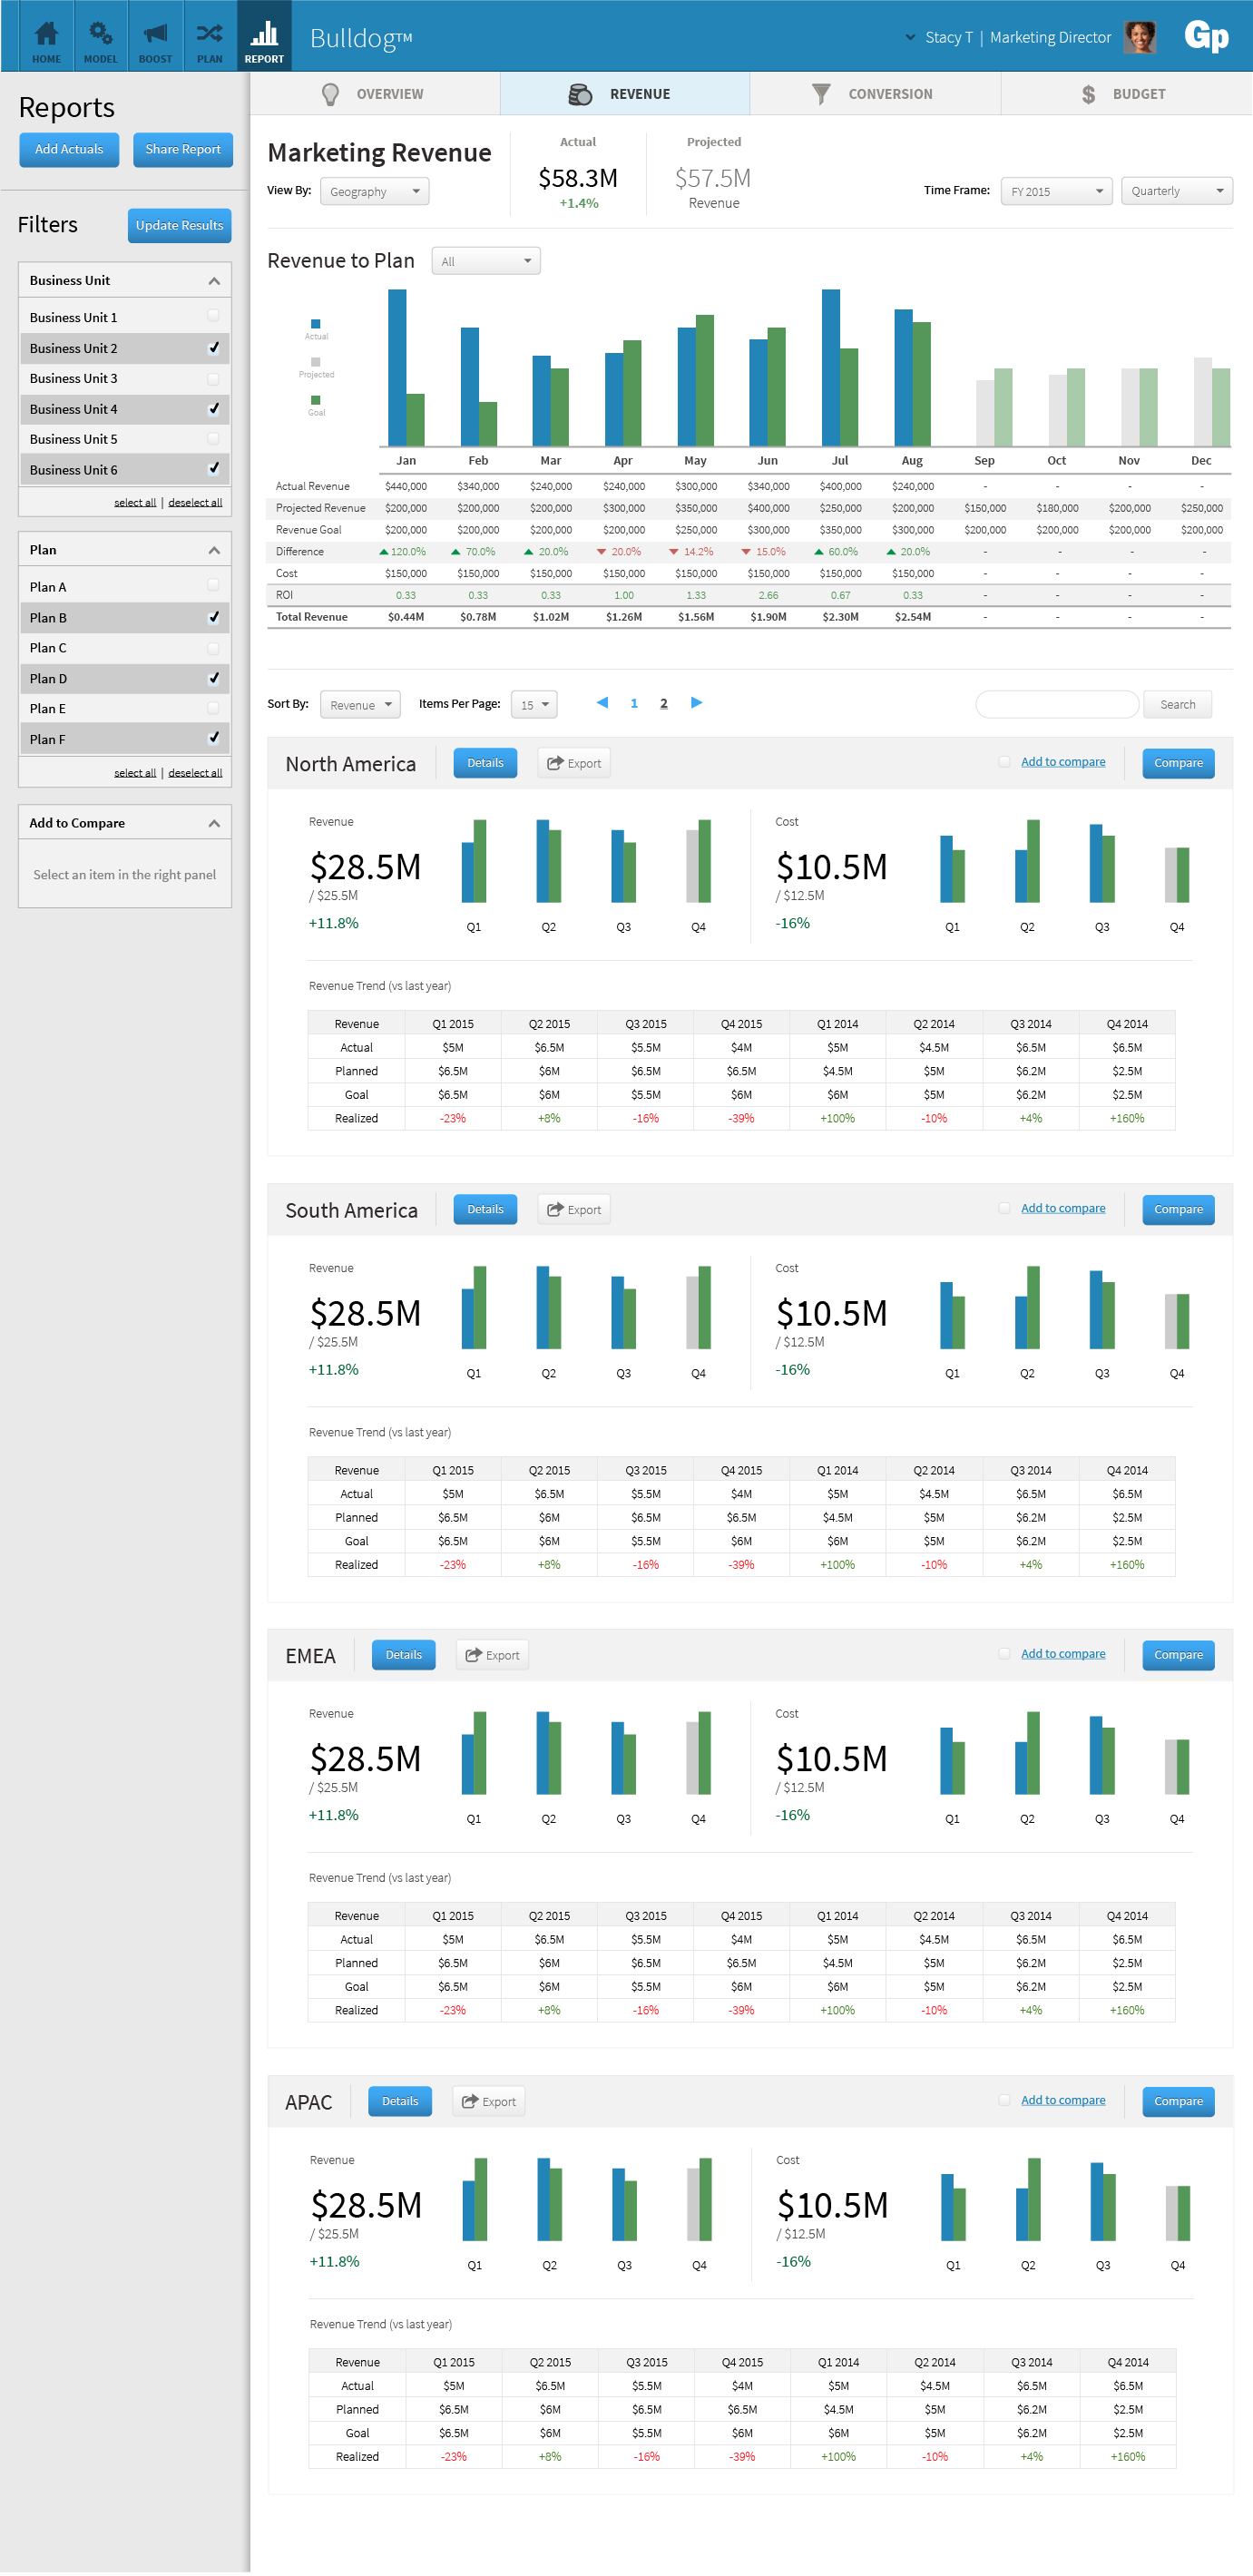 HOME MODEL BOOST PLAN REPORT Bulldog™ Stacy T | Marketing Director Gp
Reports
Add Actuals Share Report
Filters Update Results
Business Unit
Business Unit 1
Business Unit 2
Business Unit 3
Business Unit 4
Business Unit 5
Business Unit 6
select all | deselect all
Plan
Plan A
Plan B
Plan C
Plan D
Plan E
Plan F
select all | deselect all
Add to Compare
Select an item in the right panel
OVERVIEW REVENUE CONVERSION $ BUDGET
Marketing Revenue
View By: Geography
Actual
$58.3M
+1.4%
Projected
$57.5M
Revenue
Time Frame: FY 2015 Quarterly
Revenue to Plan All
Actual
Projected
Goal
Jan Feb Mar Apr May Jun Jul Aug Sep Oct Nov Dec
Actual Revenue $440,000 $340,000 $240,000 $240,000 $300,000 $340,000 $400,000 $240,000 - - - -
Projected Revenue $200,000 $200,000 $200,000 $300,000 $350,000 $400,000 $250,000 $200,000 $150,000 $180,000 $200,000 $250,000
Revenue Goal $200,000 $200,000 $200,000 $200,000 $250,000 $300,000 $350,000 $300,000 $200,000 $200,000 $200,000 $200,000
Difference 120.0% 70.0% 20.0% 20.0% 14.2% 15.0% 60.0% 20.0% - - - -
Cost $150,000 $150,000 $150,000 $150,000 $150,000 $150,000 $150,000 $150,000 - - - -
ROI 0.33 0.33 0.33 1.00 1.33 2.66 0.67 0.33 - - - -
Total Revenue $0.44M $0.78M $1.02M $1.26M $1.56M $1.90M $2.30M $2.54M - - - -
Sort By: Revenue Items Per Page: 15 1 2 Search
North America Details Export Add to compare Compare
Revenue
$28.5M
/ $25.5M
+11.8%
Q1 Q2 Q3 Q4
Cost
$10.5M
/ $12.5M
-16%
Q1 Q2 Q3 Q4
Revenue Trend (vs last year)
Revenue Q1 2015 Q2 2015 Q3 2015 Q4 2015 Q1 2014 Q2 2014 Q3 2014 Q4 2014
Actual $5M $6.5M $5.5M $4M $5M $4.5M $6.5M $6.5M
Planned $6.5M $6M $6.5M $6.5M $4.5M $5M $6.2M $2.5M
Goal $6.5M $6M $5.5M $6M $6M $5M $6.2M $2.5M
Realized -23% +8% -16% -39% +100% -10% +4% +160%
South America Details Export Add to compare Compare
Revenue
$28.5M
/ $25.5M
+11.8%
Q1 Q2 Q3 Q4
Cost
$10.5M
/ $12.5M
-16%
Q1 Q2 Q3 Q4
Revenue Trend (vs last year)
Revenue Q1 2015 Q2 2015 Q3 2015 Q4 2015 Q1 2014 Q2 2014 Q3 2014 Q4 2014
Actual $5M $6.5M $5.5M $4M $5M $4.5M $6.5M $6.5M
Planned $6.5M $6M $6.5M $6.5M $4.5M $5M $6.2M $2.5M
Goal $6.5M $6M $5.5M $6M $6M $5M $6.2M $2.5M
Realized -23% +8% -16% -39% +100% -10% +4% +160%
EMEA Details Export Add to compare Compare
Revenue
$28.5M
/ $25.5M
+11.8%
Q1 Q2 Q3 Q4
Cost
$10.5M
/ $12.5M
-16%
Q1 Q2 Q3 Q4
Revenue Trend (vs last year)
Revenue Q1 2015 Q2 2015 Q3 2015 Q4 2015 Q1 2014 Q2 2014 Q3 2014 Q4 2014
Actual $5M $6.5M $5.5M $4M $5M $4.5M $6.5M $6.5M
Planned $6.5M $6M $6.5M $6.5M $4.5M $5M $6.2M $2.5M
Goal $6.5M $6M $5.5M $6M $6M $5M $6.2M $2.5M
Realized -23% +8% -16% -39% +100% -10% +4% +160%
APAC Details Export Add to compare Compare
Revenue
$28.5M
/ $25.5M
+11.8%
Q1 Q2 Q3 Q4
Cost
$10.5M
/ $12.5M
-16%
Q1 Q2 Q3 Q4
Revenue Trend (vs last year)
Revenue Q1 2015 Q2 2015 Q3 2015 Q4 2015 Q1 2014 Q2 2014 Q3 2014 Q4 2014
Actual $5M $6.5M $5.5M $4M $5M $4.5M $6.5M $6.5M
Planned $6.5M $6M $6.5M $6.5M $4.5M $5M $6.2M $2.5M
Goal $6.5M $6M $5.5M $6M $6M $5M $6.2M $2.5M
Realized -23% +8% -16% -39% +100% -10% +4% +160%